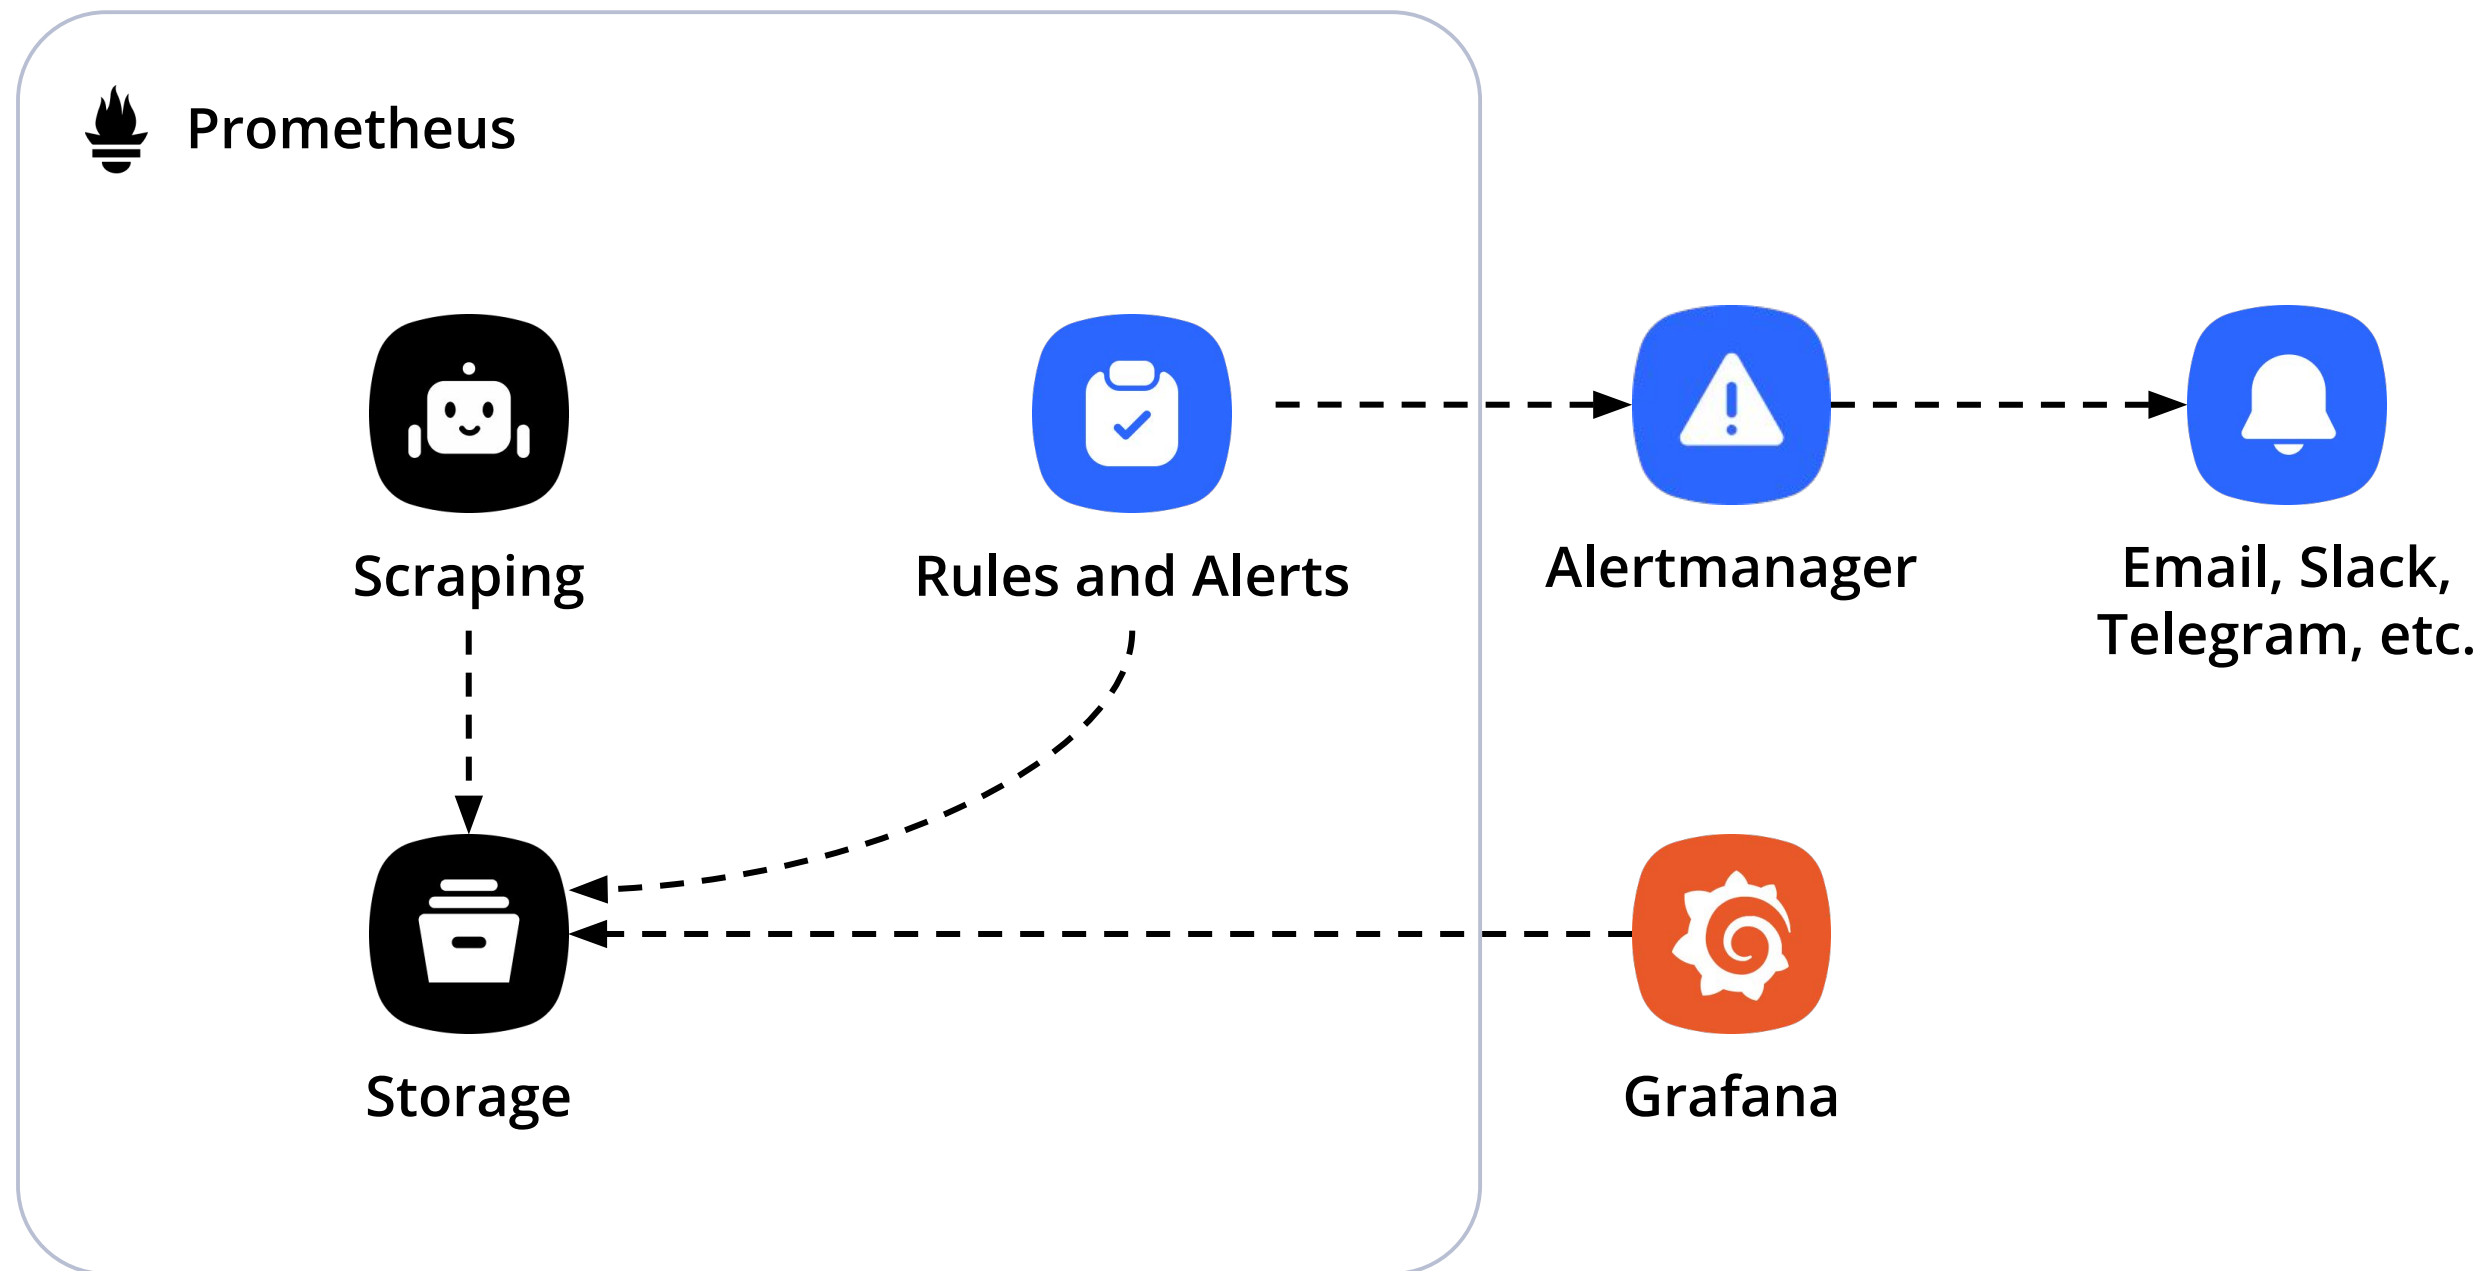 Prometheus
Scraping
Rules and Alerts
Alertmanager
Email, Slack,
Telegram, etc.
Storage
Grafana